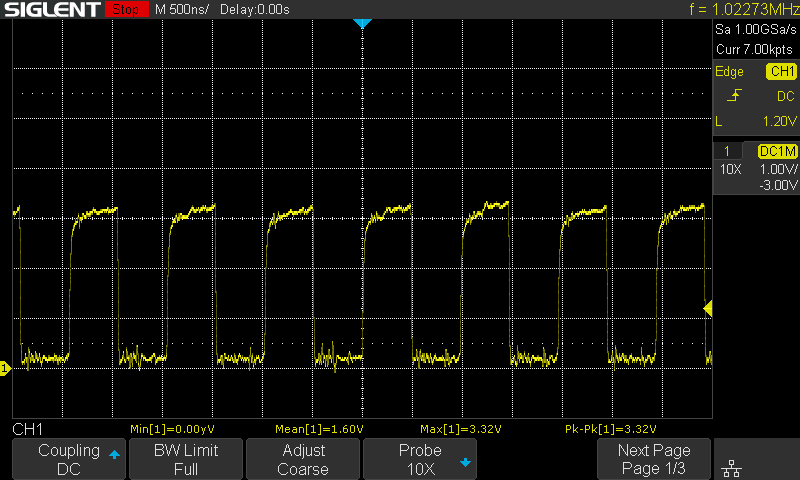 SIGLENT Stop M 500ns/ Delay:0.00s f = 1.02273MHz
Sa 1.00GSa/s
Curr 7.00kpts
Edge CH1
DC
L 1.20V
1 DC1M
10X 1.00V/
-3.00V
1
CH1 Min[1]=0.00yV Mean[1]=1.60V Max[1]=3.32V Pk-Pk[1]=3.32V
Coupling BW Limit Adjust Probe Next Page
DC Full Coarse 10X Page 1/3